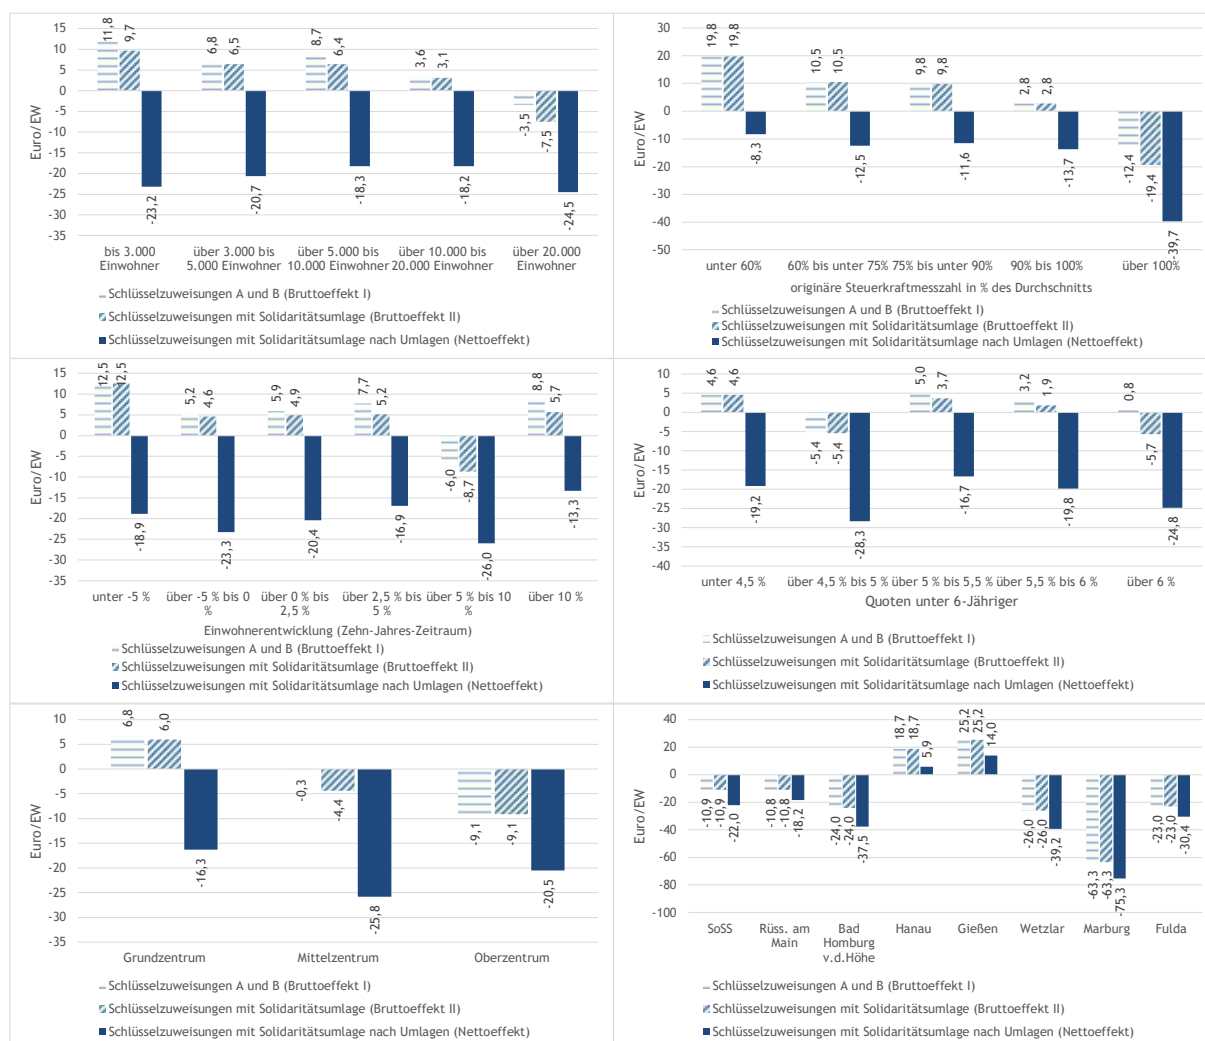 15
10
5
0
-5
-10
-15
-20
-25
-30
-35
Euro/EW
11,8
9,7
-23,2
6,8
6,5
-20,7
8,7
6,4
-18,3
3,6
3,1
-18,2
-3,5
-7,5
-24,5
bis 3.000 Einwohner
über 3.000 bis 5.000 Einwohner
über 5.000 bis 10.000 Einwohner
über 10.000 bis 20.000 Einwohner
über 20.000 Einwohner
Schlüsselzuweisungen A und B (Bruttoeffekt I)
Schlüsselzuweisungen mit Solidaritätsumlage (Bruttoeffekt II)
Schlüsselzuweisungen mit Solidaritätsumlage nach Umlagen (Nettoeffekt)
30
20
10
0
-10
-20
-30
-40
-50
Euro/EW
19,8
19,8
-8,3
10,5
10,5
-12,5
9,8
9,8
-11,6
2,8
2,8
-13,7
-12,4
-19,4
-39,7
unter 60%
60% bis unter 75%
75% bis unter 90%
90% bis 100%
über 100%
originäre Steuerkraftmesszahl in % des Durchschnitts
Schlüsselzuweisungen A und B (Bruttoeffekt I)
Schlüsselzuweisungen mit Solidaritätsumlage (Bruttoeffekt II)
Schlüsselzuweisungen mit Solidaritätsumlage nach Umlagen (Nettoeffekt)
15
10
5
0
-5
-10
-15
-20
-25
-30
-35
Euro/EW
12,5
12,5
-18,9
5,2
4,6
-23,3
5,9
4,9
-20,4
7,7
5,2
-16,9
-6,0
-8,7
-26,0
8,8
5,7
-13,3
unter -5 %
über -5 % bis 0 %
über 0 % bis 2,5 %
über 2,5 % bis 5 %
über 5 % bis 10 %
über 10 %
Einwohnerentwicklung (Zehn-Jahres-Zeitraum)
Schlüsselzuweisungen A und B (Bruttoeffekt I)
Schlüsselzuweisungen mit Solidaritätsumlage (Bruttoeffekt II)
Schlüsselzuweisungen mit Solidaritätsumlage nach Umlagen (Nettoeffekt)
10
5
0
-5
-10
-15
-20
-25
-30
-35
-40
Euro/EW
4,6
4,6
-19,2
-5,4
-5,4
-28,3
5,0
3,7
-16,7
3,2
1,9
-19,8
0,8
-5,7
-24,8
unter 4,5 %
über 4,5 % bis 5 %
über 5 % bis 5,5 %
über 5,5 % bis 6 %
über 6 %
Quoten unter 6-Jähriger
Schlüsselzuweisungen A und B (Bruttoeffekt I)
Schlüsselzuweisungen mit Solidaritätsumlage (Bruttoeffekt II)
Schlüsselzuweisungen mit Solidaritätsumlage nach Umlagen (Nettoeffekt)
10
5
0
-5
-10
-15
-20
-25
-30
-35
Euro/EW
6,8
6,0
-16,3
-0,3
-4,4
-25,8
-9,1
-9,1
-20,5
Grundzentrum
Mittelzentrum
Oberzentrum
Schlüsselzuweisungen A und B (Bruttoeffekt I)
Schlüsselzuweisungen mit Solidaritätsumlage (Bruttoeffekt II)
Schlüsselzuweisungen mit Solidaritätsumlage nach Umlagen (Nettoeffekt)
40
20
0
-20
-40
-60
-80
-100
Euro/EW
-10,9
-10,9
-22,0
-10,8
-10,8
-18,2
-24,0
-24,0
-37,5
18,7
18,7
5,9
25,2
25,2
14,0
-26,0
-26,0
-39,2
-63,3
-63,3
-75,3
-23,0
-23,0
-30,4
SoSS
Rüss. am Main
Bad Homburg v.d.Höhe
Hanau
Gießen
Wetzlar
Marburg
Fulda
Schlüsselzuweisungen A und B (Bruttoeffekt I)
Schlüsselzuweisungen mit Solidaritätsumlage (Bruttoeffekt II)
Schlüsselzuweisungen mit Solidaritätsumlage nach Umlagen (Nettoeffekt)